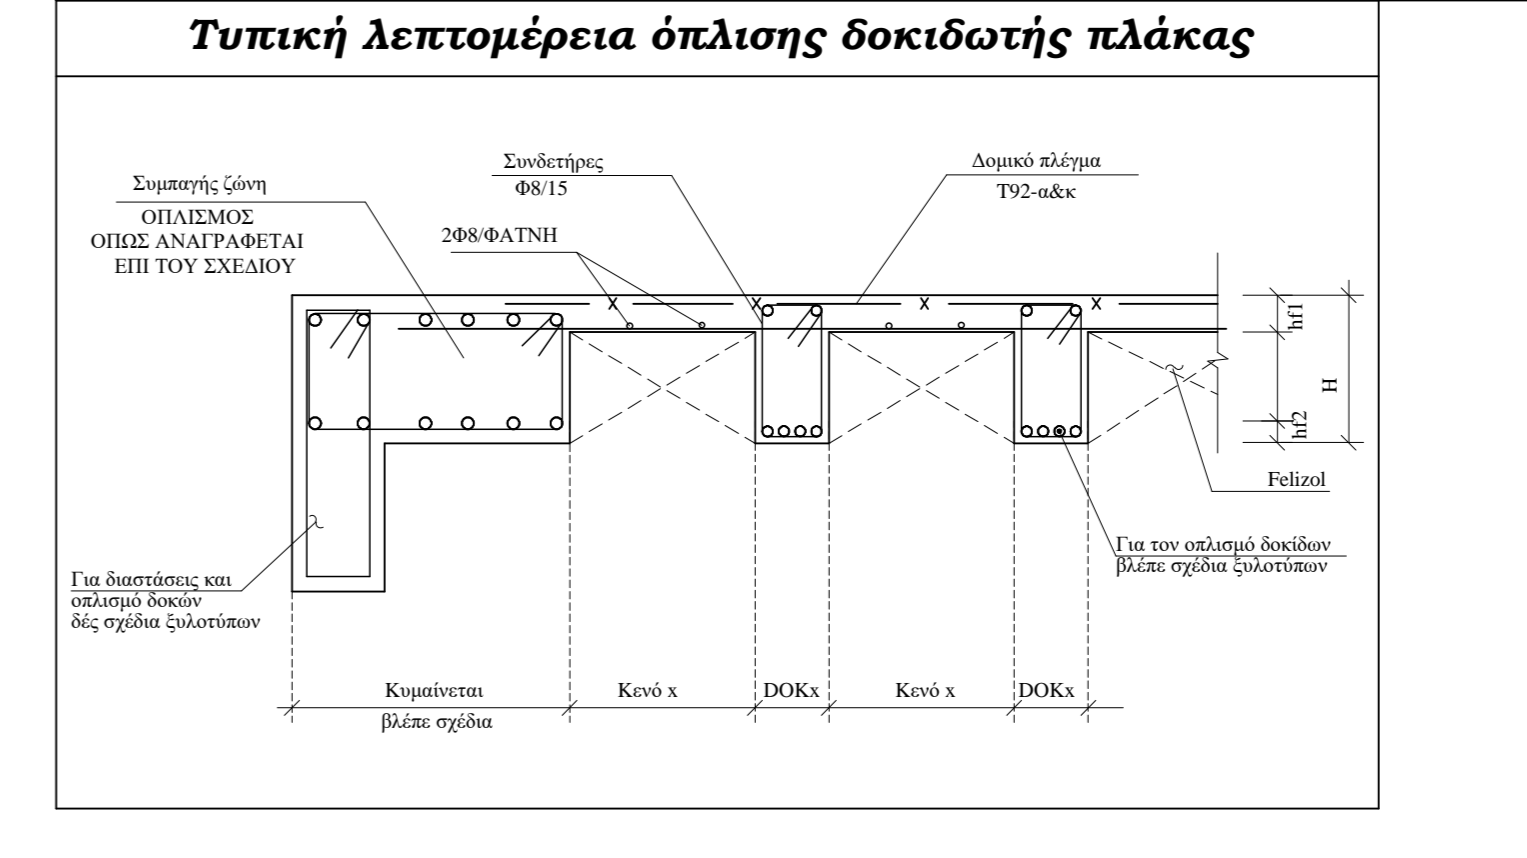 Τυπική λεπτομέρεια όπλισης δοκιδωτής πλάκας
Συμπαγής ζώνη
ΟΠΛΙΣΜΟΣ
ΟΠΩΣ ΑΝΑΓΡΑΦΕΤΑΙ
ΕΠΙ ΤΟΥ ΣΧΕΔΙΟΥ
Συνδετήρες
Φ8/15
2Φ8/ΦΑΤΝΗ
Δομικό πλέγμα
Τ92-α&κ
x x x x
hf1
H
hf2
Felizol
Για τον οπλισμό δοκίδων
βλέπε σχέδια ξυλοτύπων
Για διαστάσεις και
οπλισμό δοκών
δές σχέδια ξυλοτύπων
Κυμαίνεται
βλέπε σχέδια
Κενό x
DOKx
Κενό x
DOKx